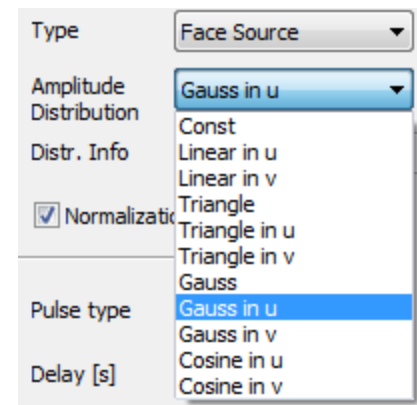 Type
Face Source
Amplitude
Distribution
Gauss in u
Const
Linear in u
Linear in v
Triangle
Triangle in u
Triangle in v
Gauss
Gauss in u
Gauss in v
Cosine in u
Cosine in v
Distr. Info
Normalizatic
Pulse type
Delay [s]